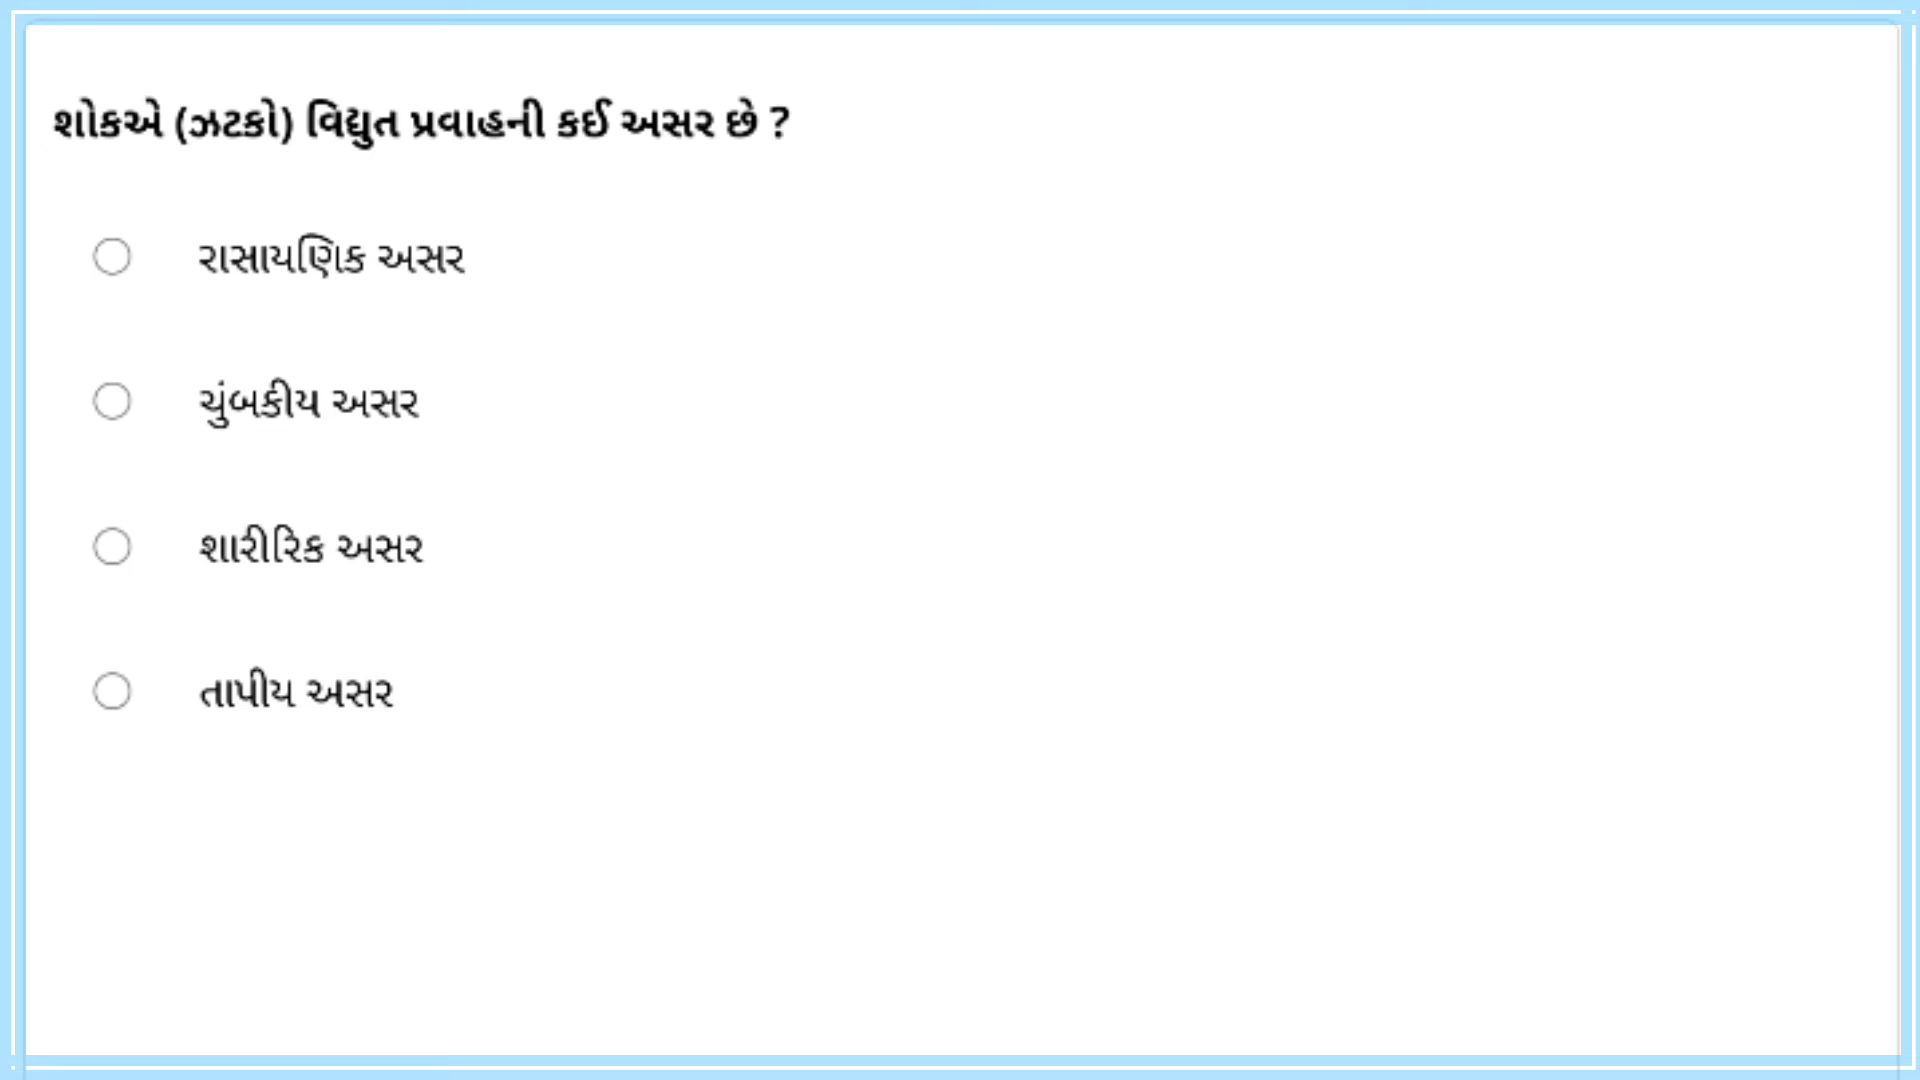 શોકએ (ઝટકો) વિદ્યુત પ્રવાહની કઈ અસર છે ?
રાસાયણિક અસર
ચુંબકીય અસર
શારીરિક અસર
તાપીય અસર